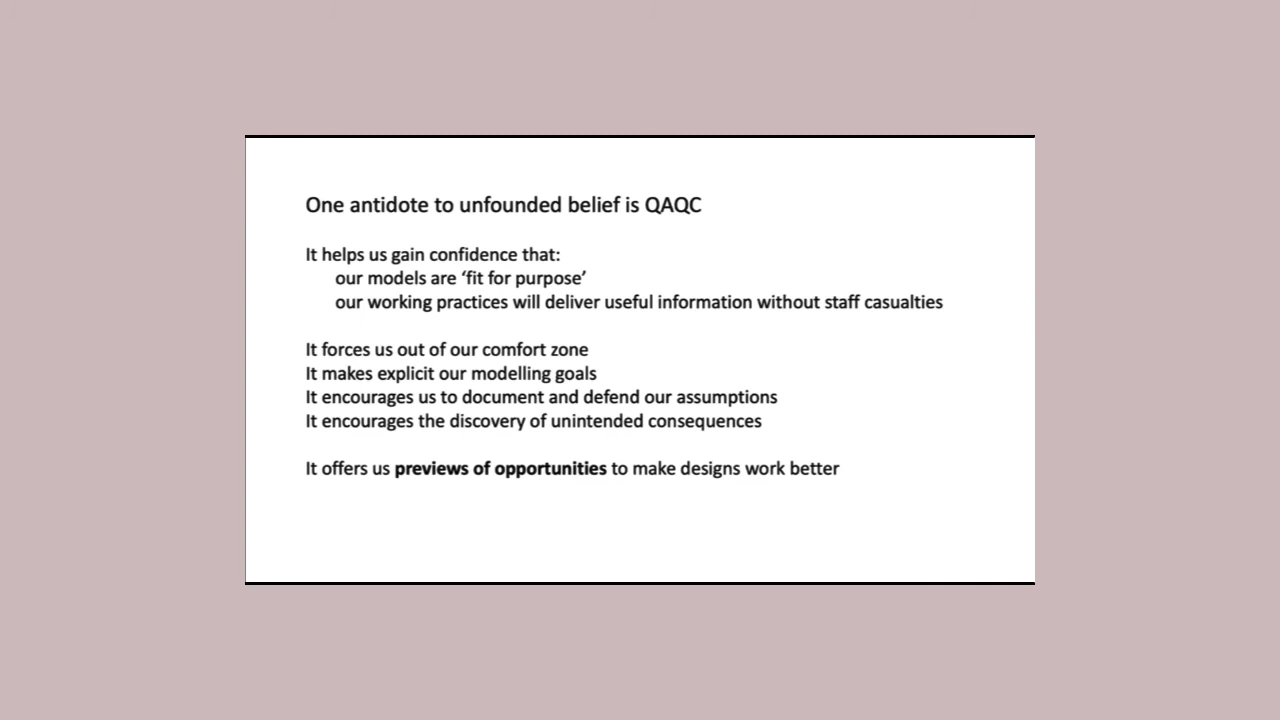 One antidote to unfounded belief is QAQC
It helps us gain confidence that:
our models are ‘fit for purpose’
our working practices will deliver useful information without staff casualties
It forces us out of our comfort zone
It makes explicit our modelling goals
It encourages us to document and defend our assumptions
It encourages the discovery of unintended consequences
It offers us previews of opportunities to make designs work better